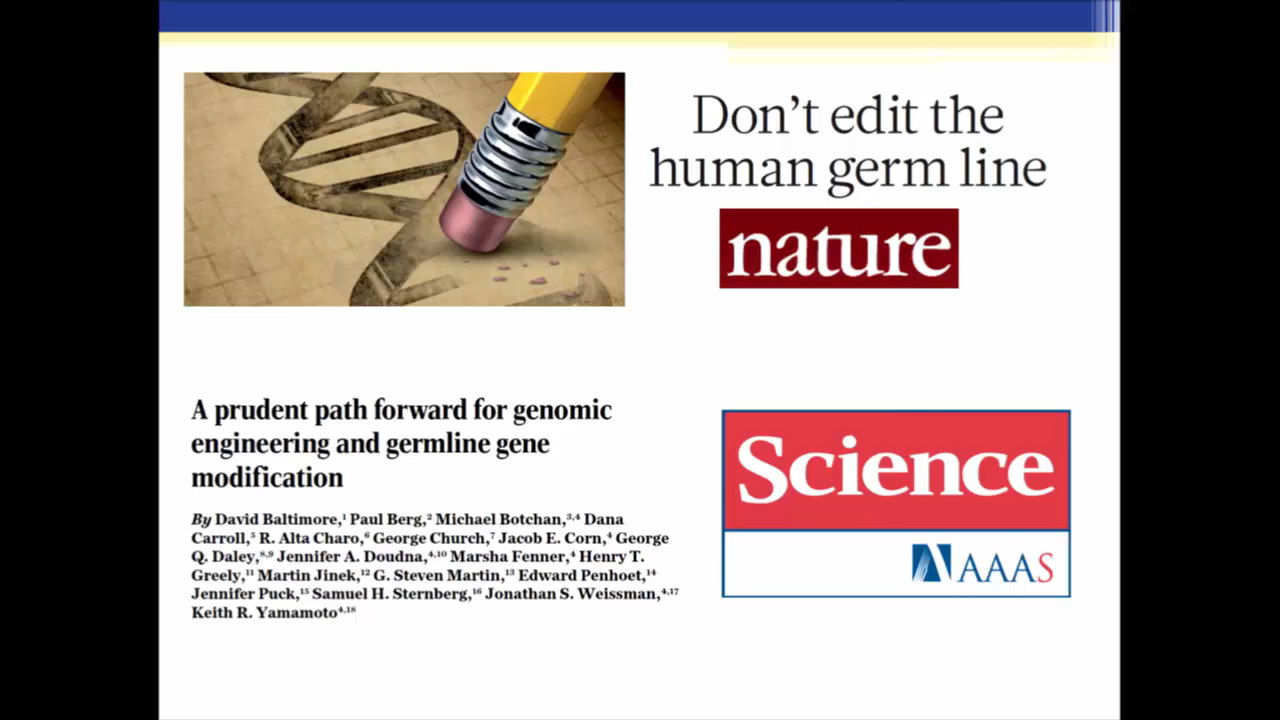 Don't edit the
human germ line
nature
A prudent path forward for genomic
engineering and germline gene
modification
By David Baltimore,¹ Paul Berg,² Michael Botchan,³,⁴ Dana
Carroll,⁵ R. Alta Charo,⁶ George Church,⁷ Jacob E. Corn,⁴ George
Q. Daley,⁸,⁹ Jennifer A. Doudna,⁴,¹⁰ Marsha Fenner,⁴ Henry T.
Greely,¹¹ Martin Jinek,¹² G. Steven Martin,¹³ Edward Penhoet,¹⁴
Jennifer Puck,¹⁵ Samuel H. Sternberg,¹⁶ Jonathan S. Weissman,⁴,¹⁷
Keith R. Yamamoto⁴,¹⁸
Science
AAAS